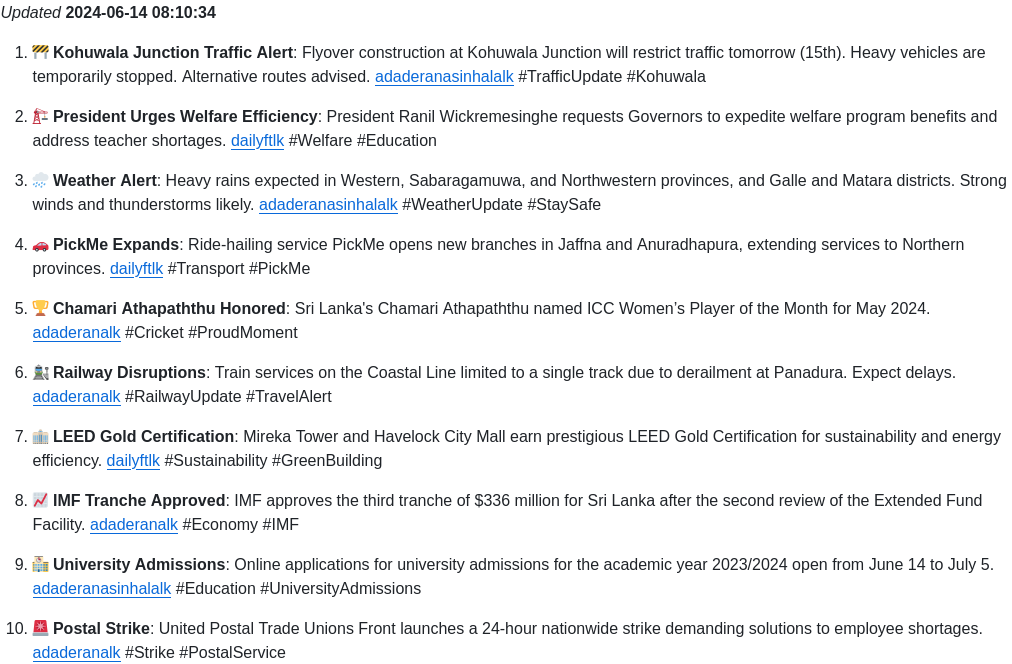 Updated 2024-06-14 08:10:34
1. 🚧 Kohuwala Junction Traffic Alert: Flyover construction at Kohuwala Junction will restrict traffic tomorrow (15th). Heavy vehicles are
temporarily stopped. Alternative routes advised. adaderanasinhalalk #TrafficUpdate #Kohuwala
2. 🏗️ President Urges Welfare Efficiency: President Ranil Wickremesinghe requests Governors to expedite welfare program benefits and
address teacher shortages. dailyftlk #Welfare #Education
3. 🌧️ Weather Alert: Heavy rains expected in Western, Sabaragamuwa, and Northwestern provinces, and Galle and Matara districts. Strong
winds and thunderstorms likely. adaderanasinhalalk #WeatherUpdate #StaySafe
4. 🚗 PickMe Expands: Ride-hailing service PickMe opens new branches in Jaffna and Anuradhapura, extending services to Northern
provinces. dailyftlk #Transport #PickMe
5. 🏆 Chamari Athapaththu Honored: Sri Lanka's Chamari Athapaththu named ICC Women’s Player of the Month for May 2024.
adaderanalk #Cricket #ProudMoment
6. 🚉 Railway Disruptions: Train services on the Coastal Line limited to a single track due to derailment at Panadura. Expect delays.
adaderanalk #RailwayUpdate #TravelAlert
7. 🏢 LEED Gold Certification: Mireka Tower and Havelock City Mall earn prestigious LEED Gold Certification for sustainability and energy
efficiency. dailyftlk #Sustainability #GreenBuilding
8. 📈 IMF Tranche Approved: IMF approves the third tranche of $336 million for Sri Lanka after the second review of the Extended Fund
Facility. adaderanalk #Economy #IMF
9. 🏫 University Admissions: Online applications for university admissions for the academic year 2023/2024 open from June 14 to July 5.
adaderanasinhalalk #Education #UniversityAdmissions
10. 🚨 Postal Strike: United Postal Trade Unions Front launches a 24-hour nationwide strike demanding solutions to employee shortages.
adaderanalk #Strike #PostalService